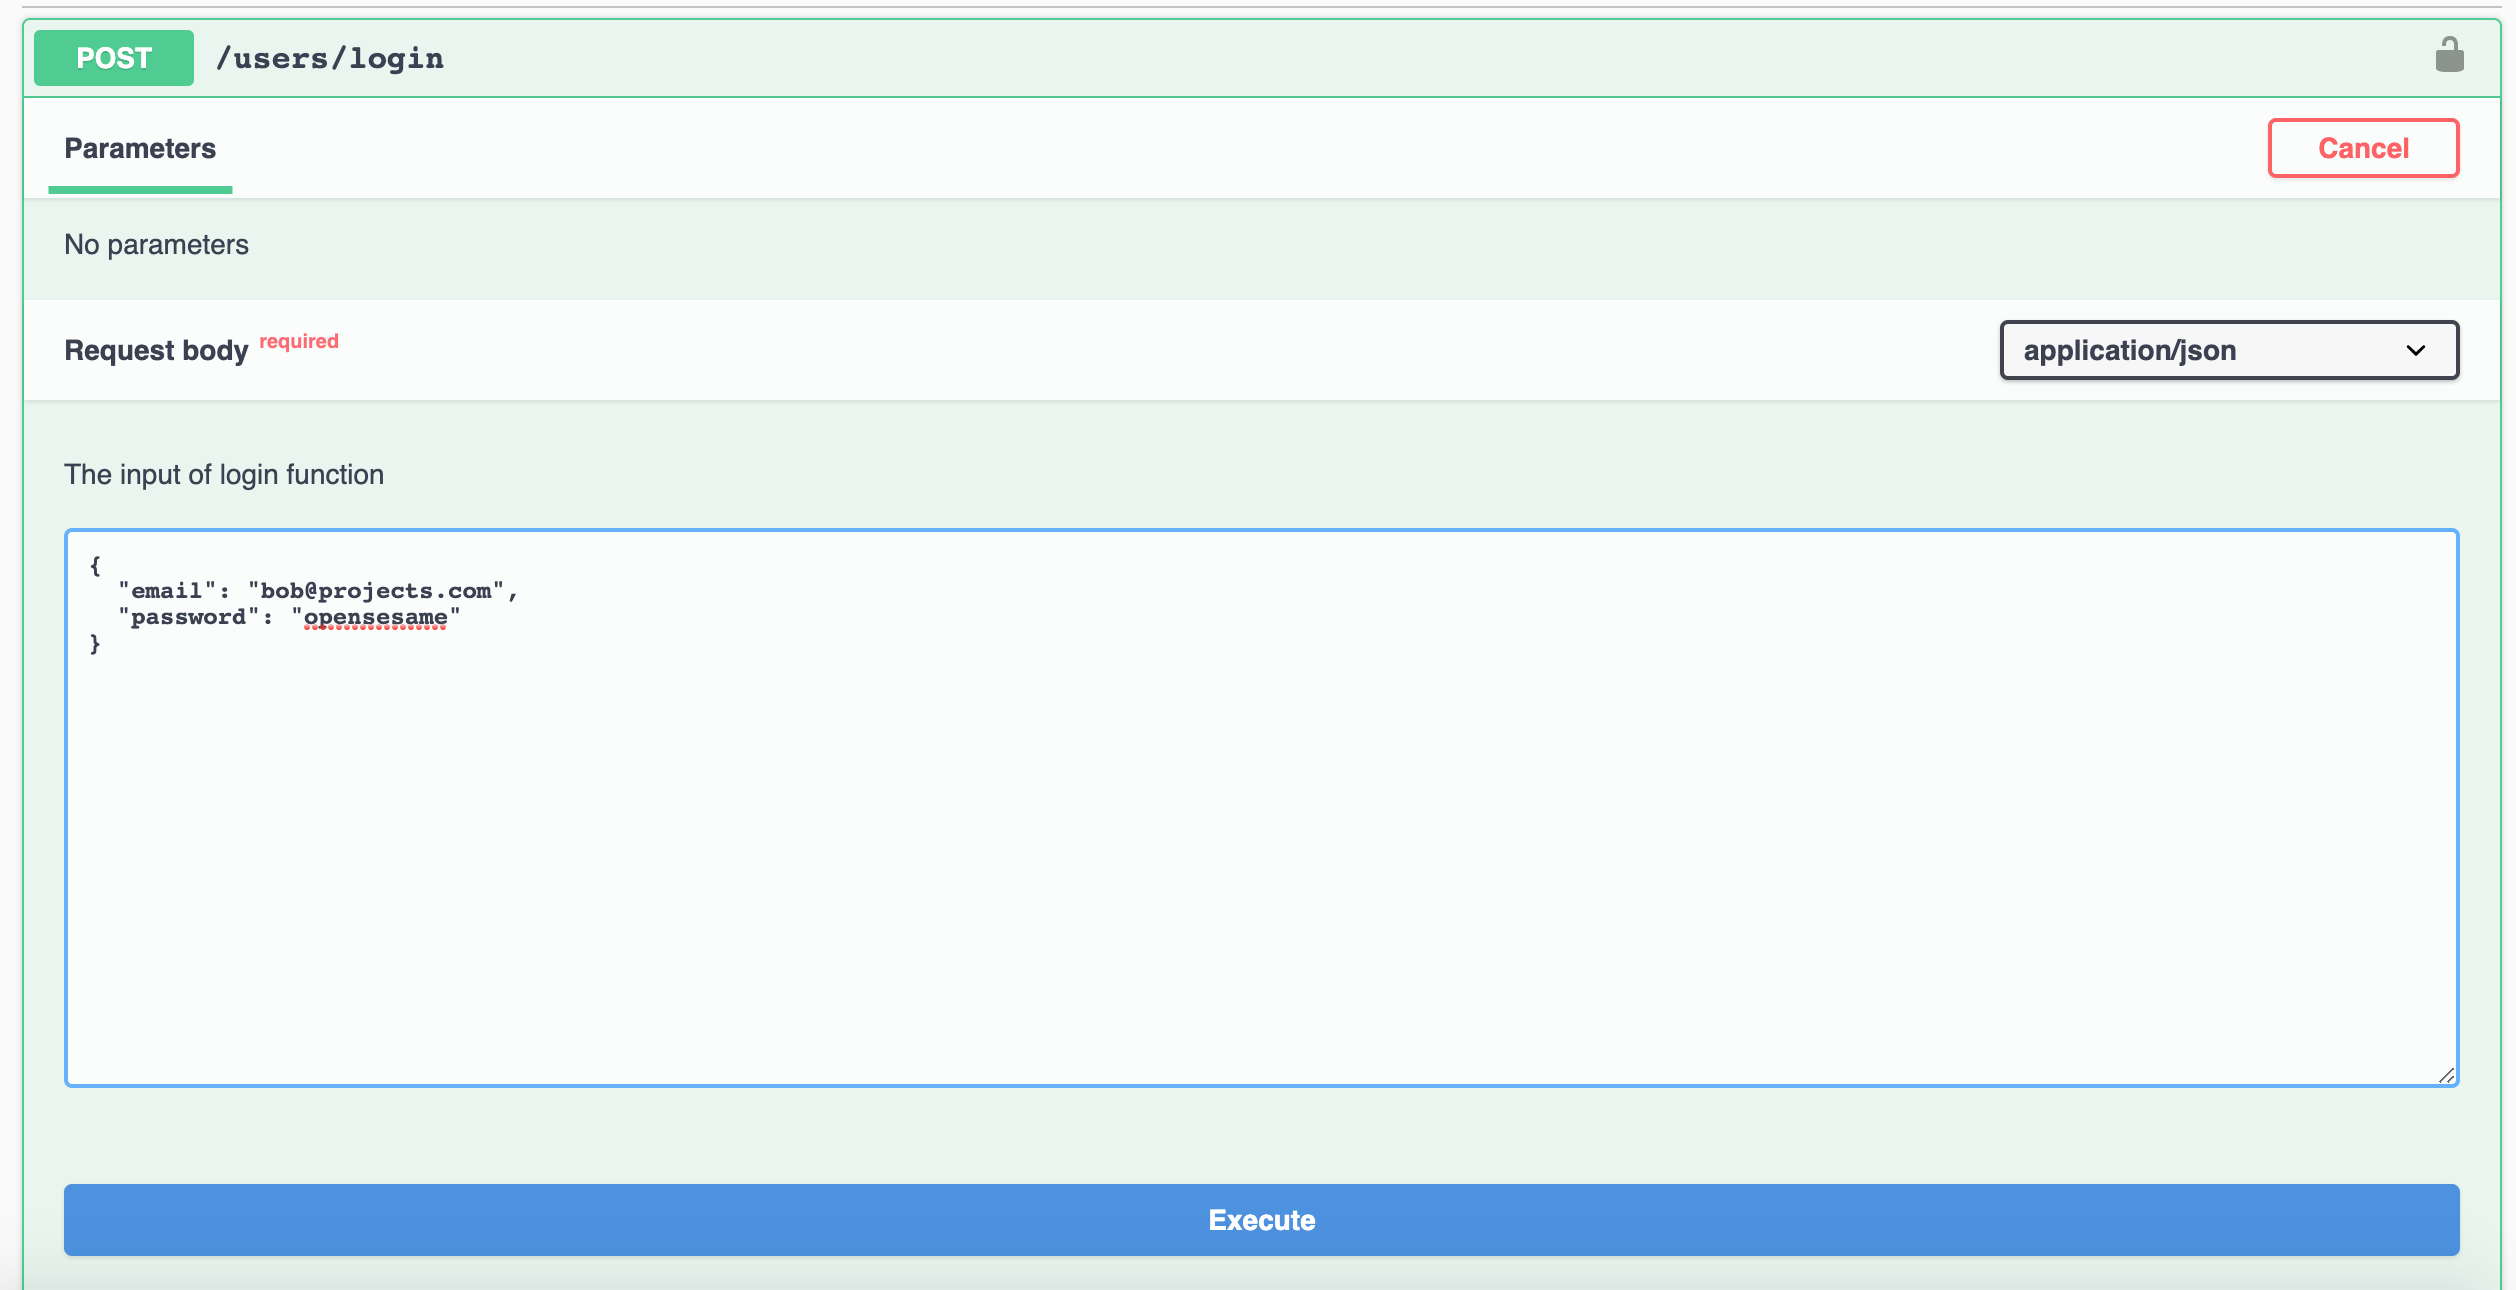 POST /users/login
Parameters
Cancel
No parameters
Request body required
application/json
The input of login function
{
  "email": "bob@projects.com",
  "password": "opensesame"
}
Execute